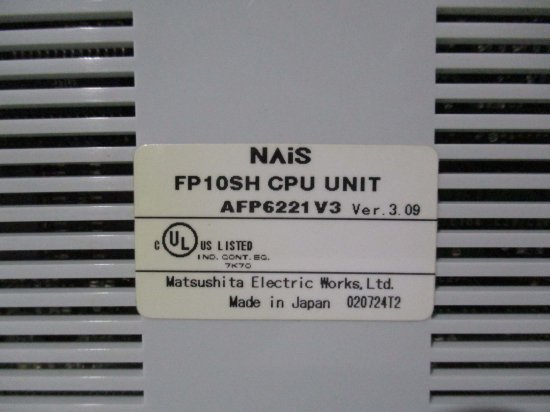 NAiS
FP10SH CPU UNIT
AFP6221V3 Ver.3.09
C UL US LISTED
IND. CONT. EQ.
7K70
Matsushita Electric Works,Ltd.
Made in Japan 020724T2